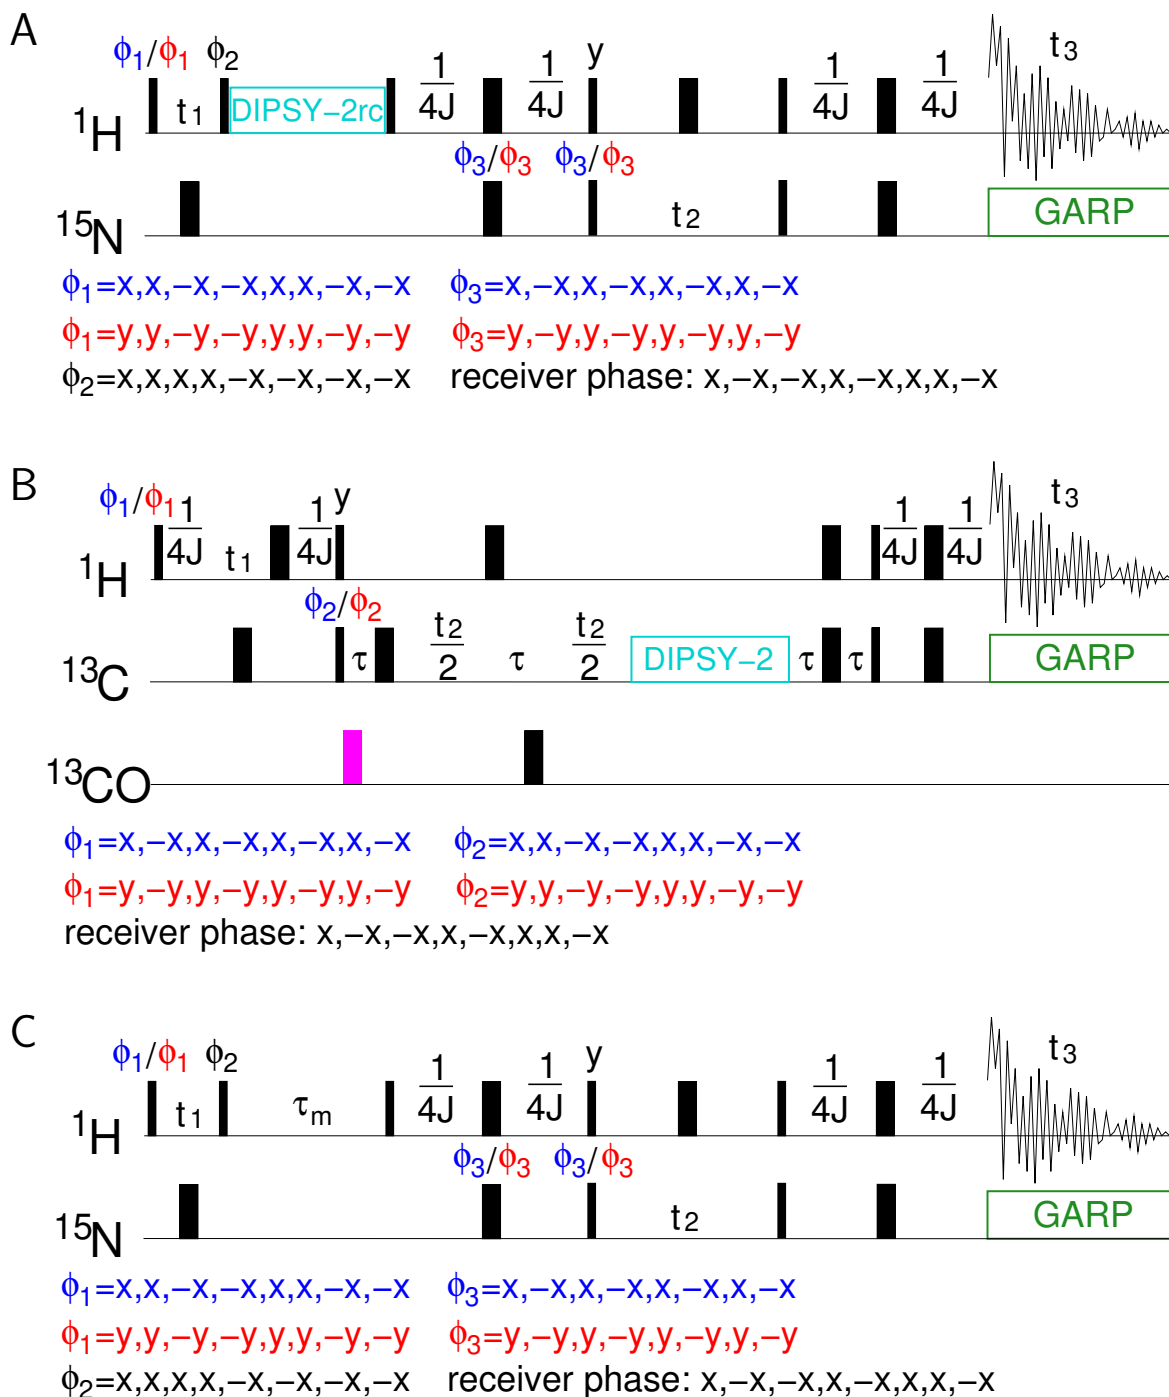 A
ϕ1/ϕ1 ϕ2 y t3
1H t1 DIPSY−2rc 1/4J 1/4J 1/4J 1/4J
ϕ3/ϕ3 ϕ3/ϕ3
15N t2 GARP
ϕ1=x,x,−x,−x,x,x,−x,−x ϕ3=x,−x,x,−x,x,−x,x,−x
ϕ1=y,y,−y,−y,y,y,−y,−y ϕ3=y,−y,y,−y,y,−y,y,−y
ϕ2=x,x,x,x,−x,−x,−x,−x receiver phase: x,−x,−x,x,−x,x,x,−x
B
ϕ1/ϕ1 y t3
1H 1/4J t1 1/4J 1/4J 1/4J
ϕ2/ϕ2
13C τ t2/2 τ t2/2 DIPSY−2 τ τ GARP
13CO
ϕ1=x,−x,x,−x,x,−x,x,−x ϕ2=x,x,−x,−x,x,x,−x,−x
ϕ1=y,−y,y,−y,y,−y,y,−y ϕ2=y,y,−y,−y,y,y,−y,−y
receiver phase: x,−x,−x,x,−x,x,x,−x
C
ϕ1/ϕ1 ϕ2 y t3
1H t1 τm 1/4J 1/4J 1/4J 1/4J
ϕ3/ϕ3 ϕ3/ϕ3
15N t2 GARP
ϕ1=x,x,−x,−x,x,x,−x,−x ϕ3=x,−x,x,−x,x,−x,x,−x
ϕ1=y,y,−y,−y,y,y,−y,−y ϕ3=y,−y,y,−y,y,−y,y,−y
ϕ2=x,x,x,x,−x,−x,−x,−x receiver phase: x,−x,−x,x,−x,x,x,−x